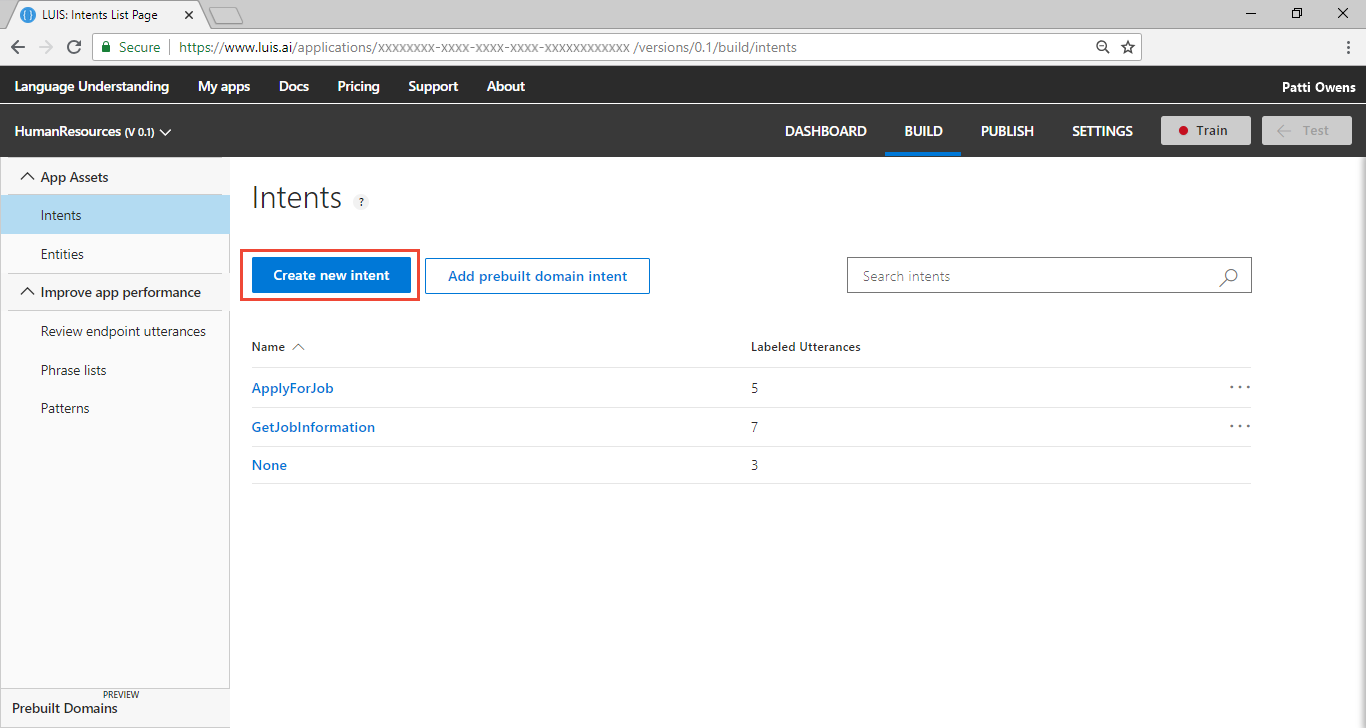 LUIS: Intents List Page
Secure https://www.luis.ai/applications/xxxxxxxx-xxxx-xxxx-xxxx-xxxxxxxxxxxx /versions/0.1/build/intents
Language Understanding My apps Docs Pricing Support About Patti Owens
HumanResources (V 0.1) DASHBOARD BUILD PUBLISH SETTINGS Train Test
App Assets
Intents
Entities
Improve app performance
Review endpoint utterances
Phrase lists
Patterns
PREVIEW
Prebuilt Domains
Intents ?
Create new intent Add prebuilt domain intent Search intents
Name Labeled Utterances
ApplyForJob 5 ...
GetJobInformation 7 ...
None 3